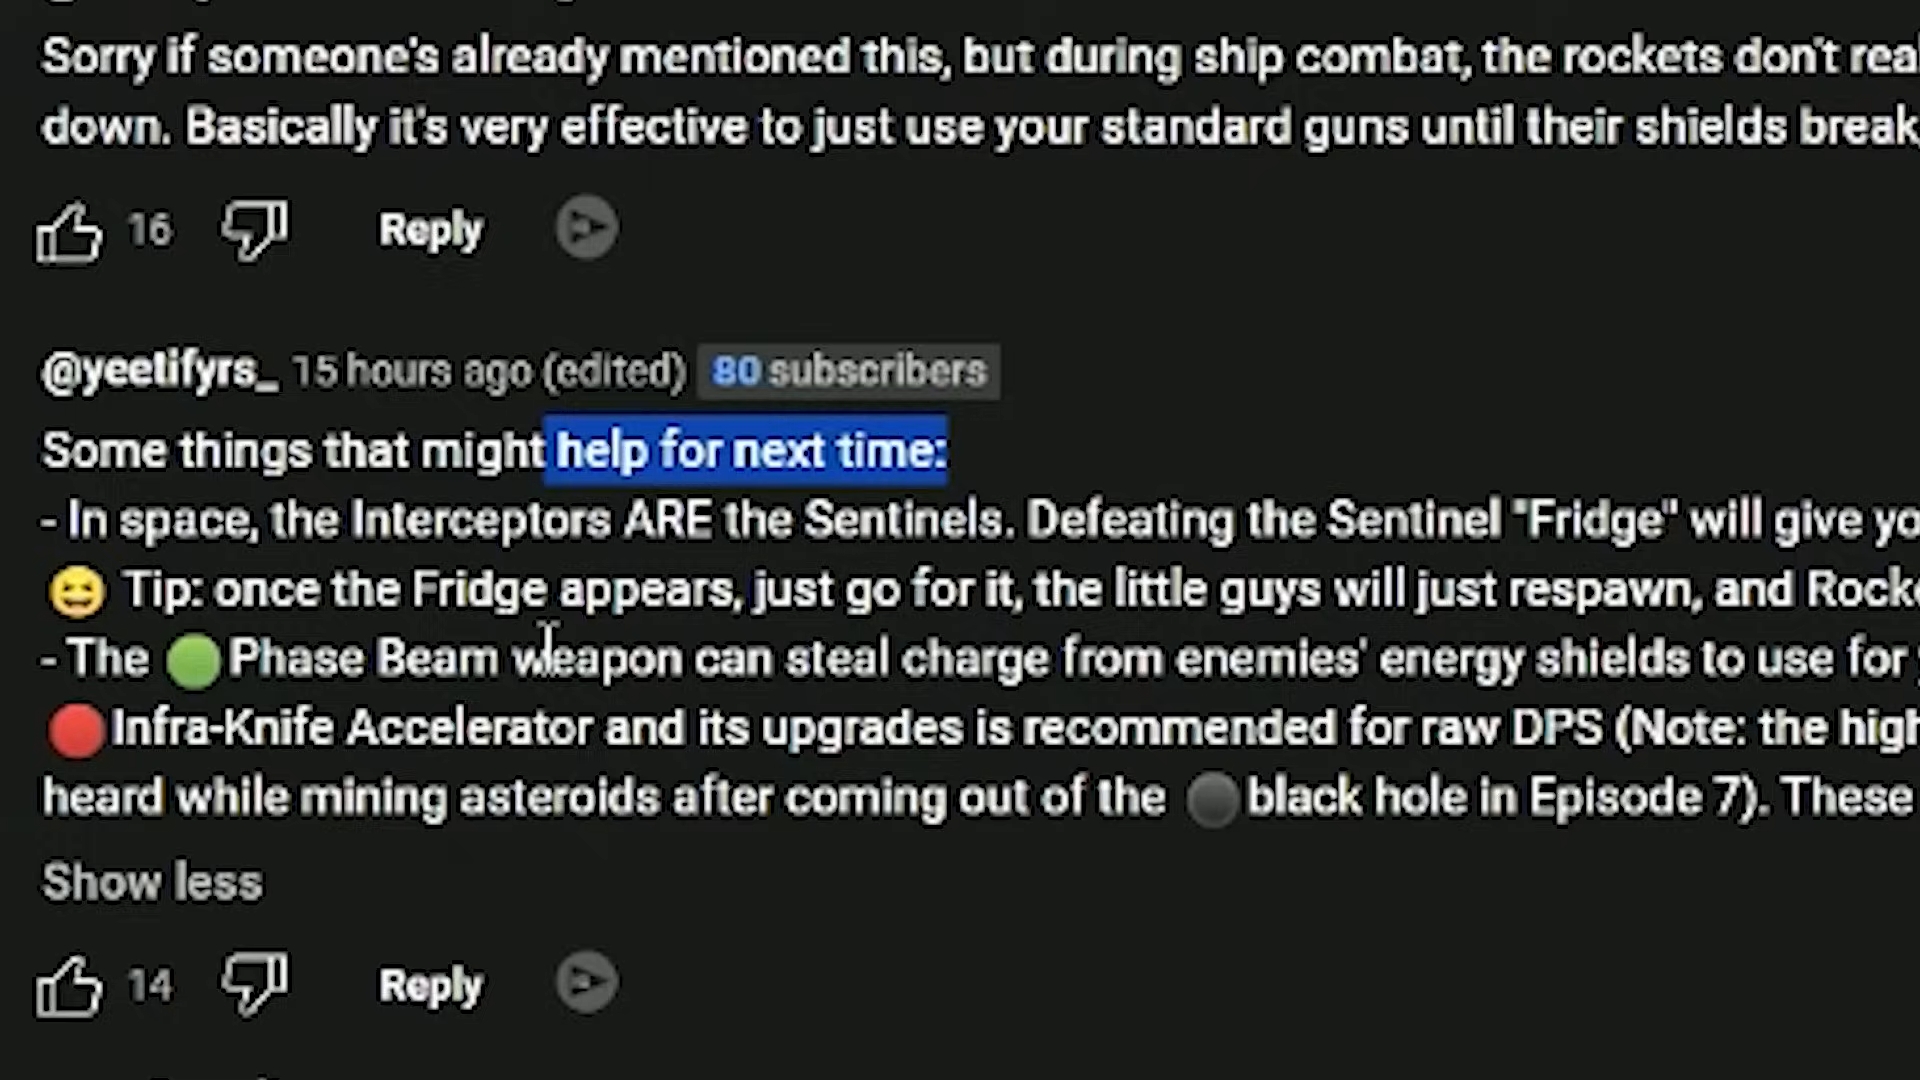 Sorry if someone's already mentioned this, but during ship combat, the rockets don't
down. Basically it's very effective to just use your standard guns until their shields break
16 Reply
@yeetifyrs_ 15 hours ago (edited) 80 subscribers
Some things that might help for next time:
- In space, the Interceptors ARE the Sentinels. Defeating the Sentinel "Fridge" will give
😄 Tip: once the Fridge appears, just go for it, the little guys will just respawn, and
- The 🟢Phase Beam weapon can steal charge from enemies' energy shields to use for
🔴Infra-Knife Accelerator and its upgrades is recommended for raw DPS (Note: the
heard while mining asteroids after coming out of the ⚫black hole in Episode 7). These
Show less
14 Reply